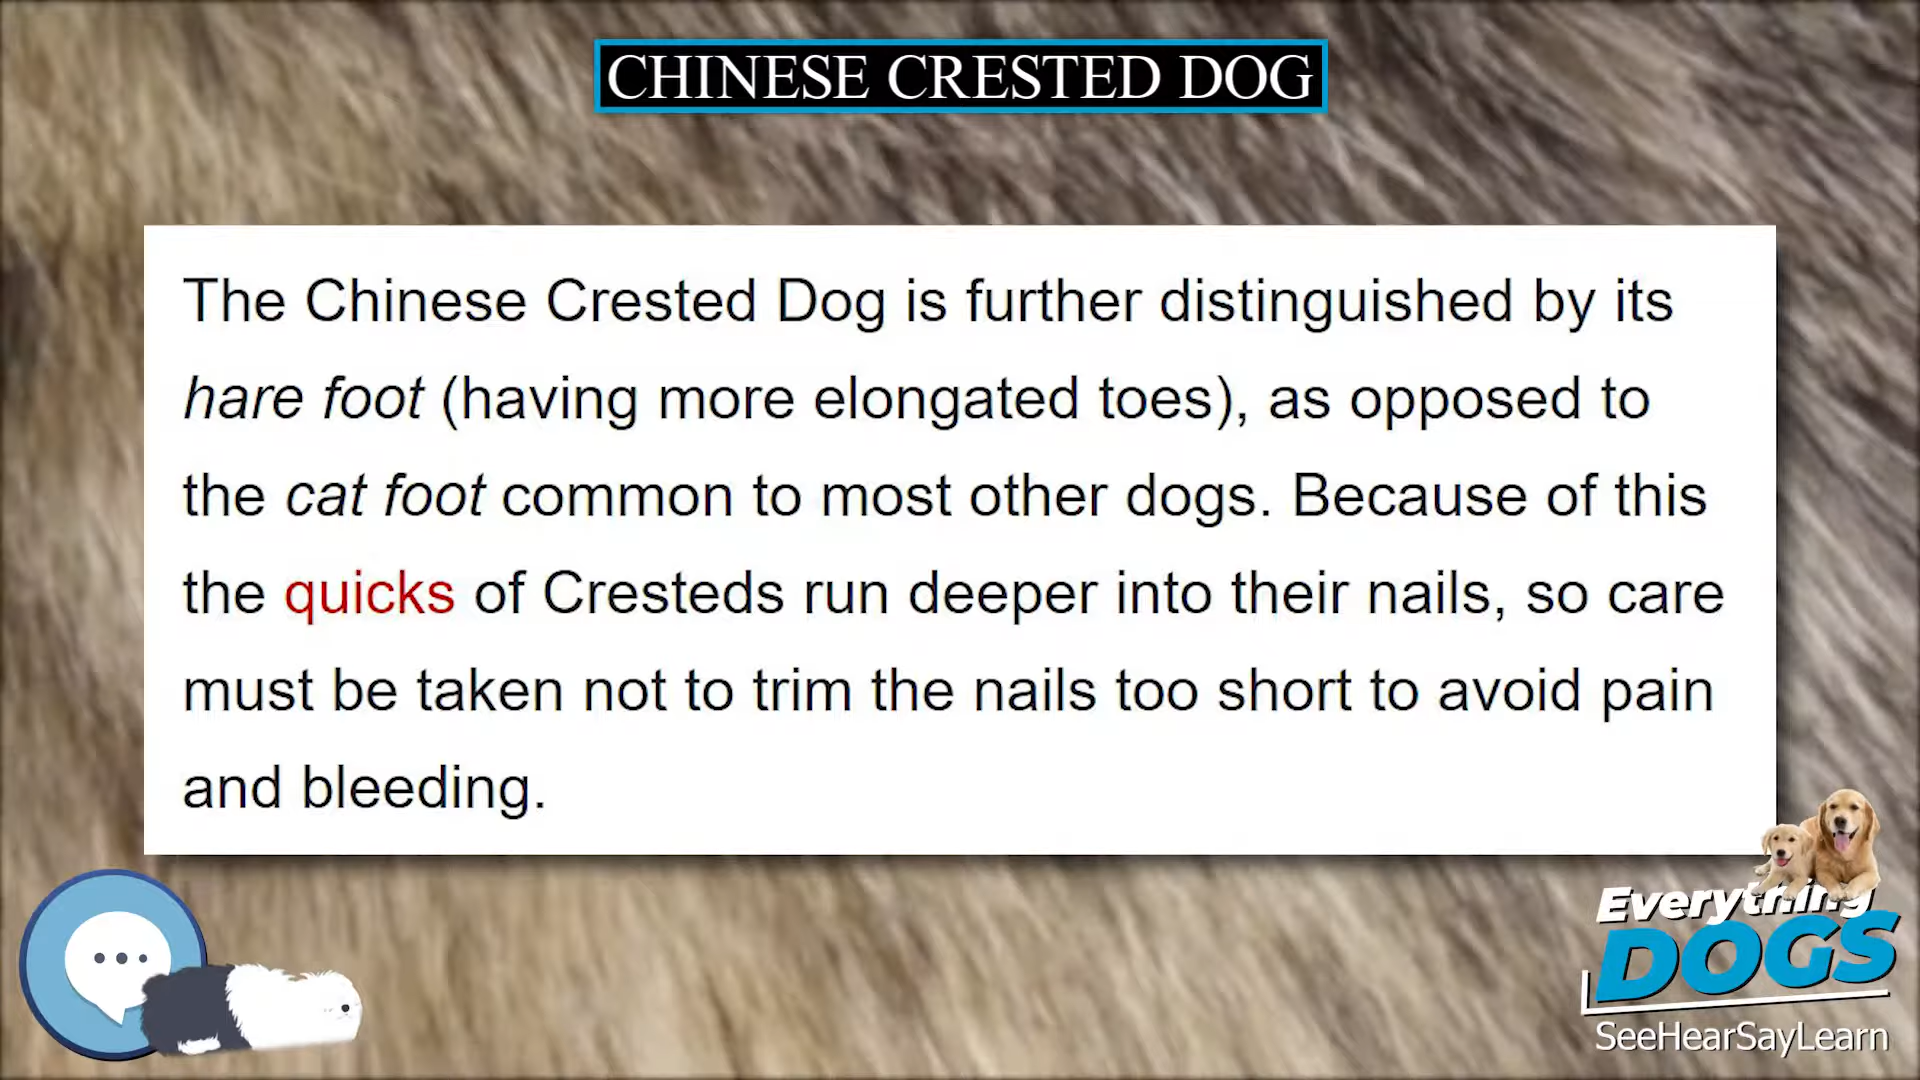 CHINESE CRESTED DOG
The Chinese Crested Dog is further distinguished by its
hare foot (having more elongated toes), as opposed to
the cat foot common to most other dogs. Because of this
the quicks of Cresteds run deeper into their nails, so care
must be taken not to trim the nails too short to avoid pain
and bleeding.
Everything
DOGS
SeeHearSayLearn